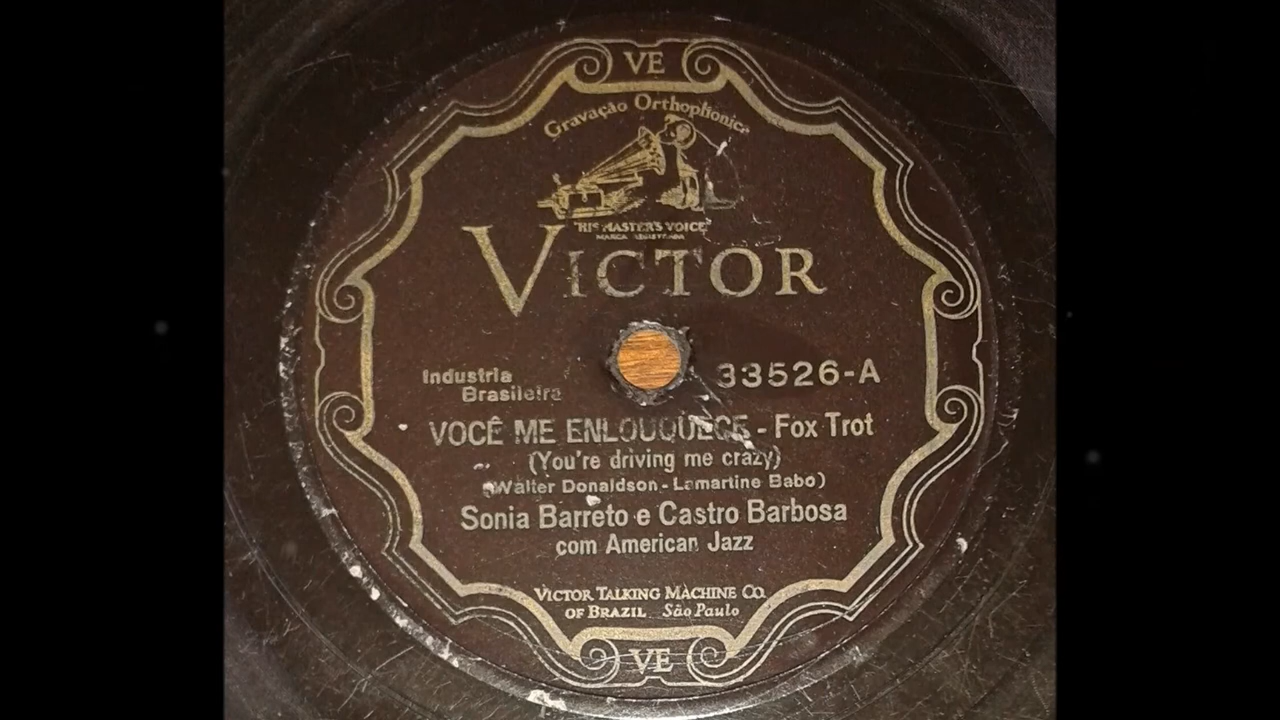 VE
Gravação Orthophonica
"HIS MASTER'S VOICE"
MARCA REGISTRADA
VICTOR
Industria
Brasileira
33526-A
VOCÊ ME ENLOUQUECE - Fox Trot
(You're driving me crazy)
(Walter Donaldson - Lamartine Babo)
Sonia Barreto e Castro Barbosa
com American Jazz
VICTOR TALKING MACHINE CO.
OF BRAZIL São Paulo
VE